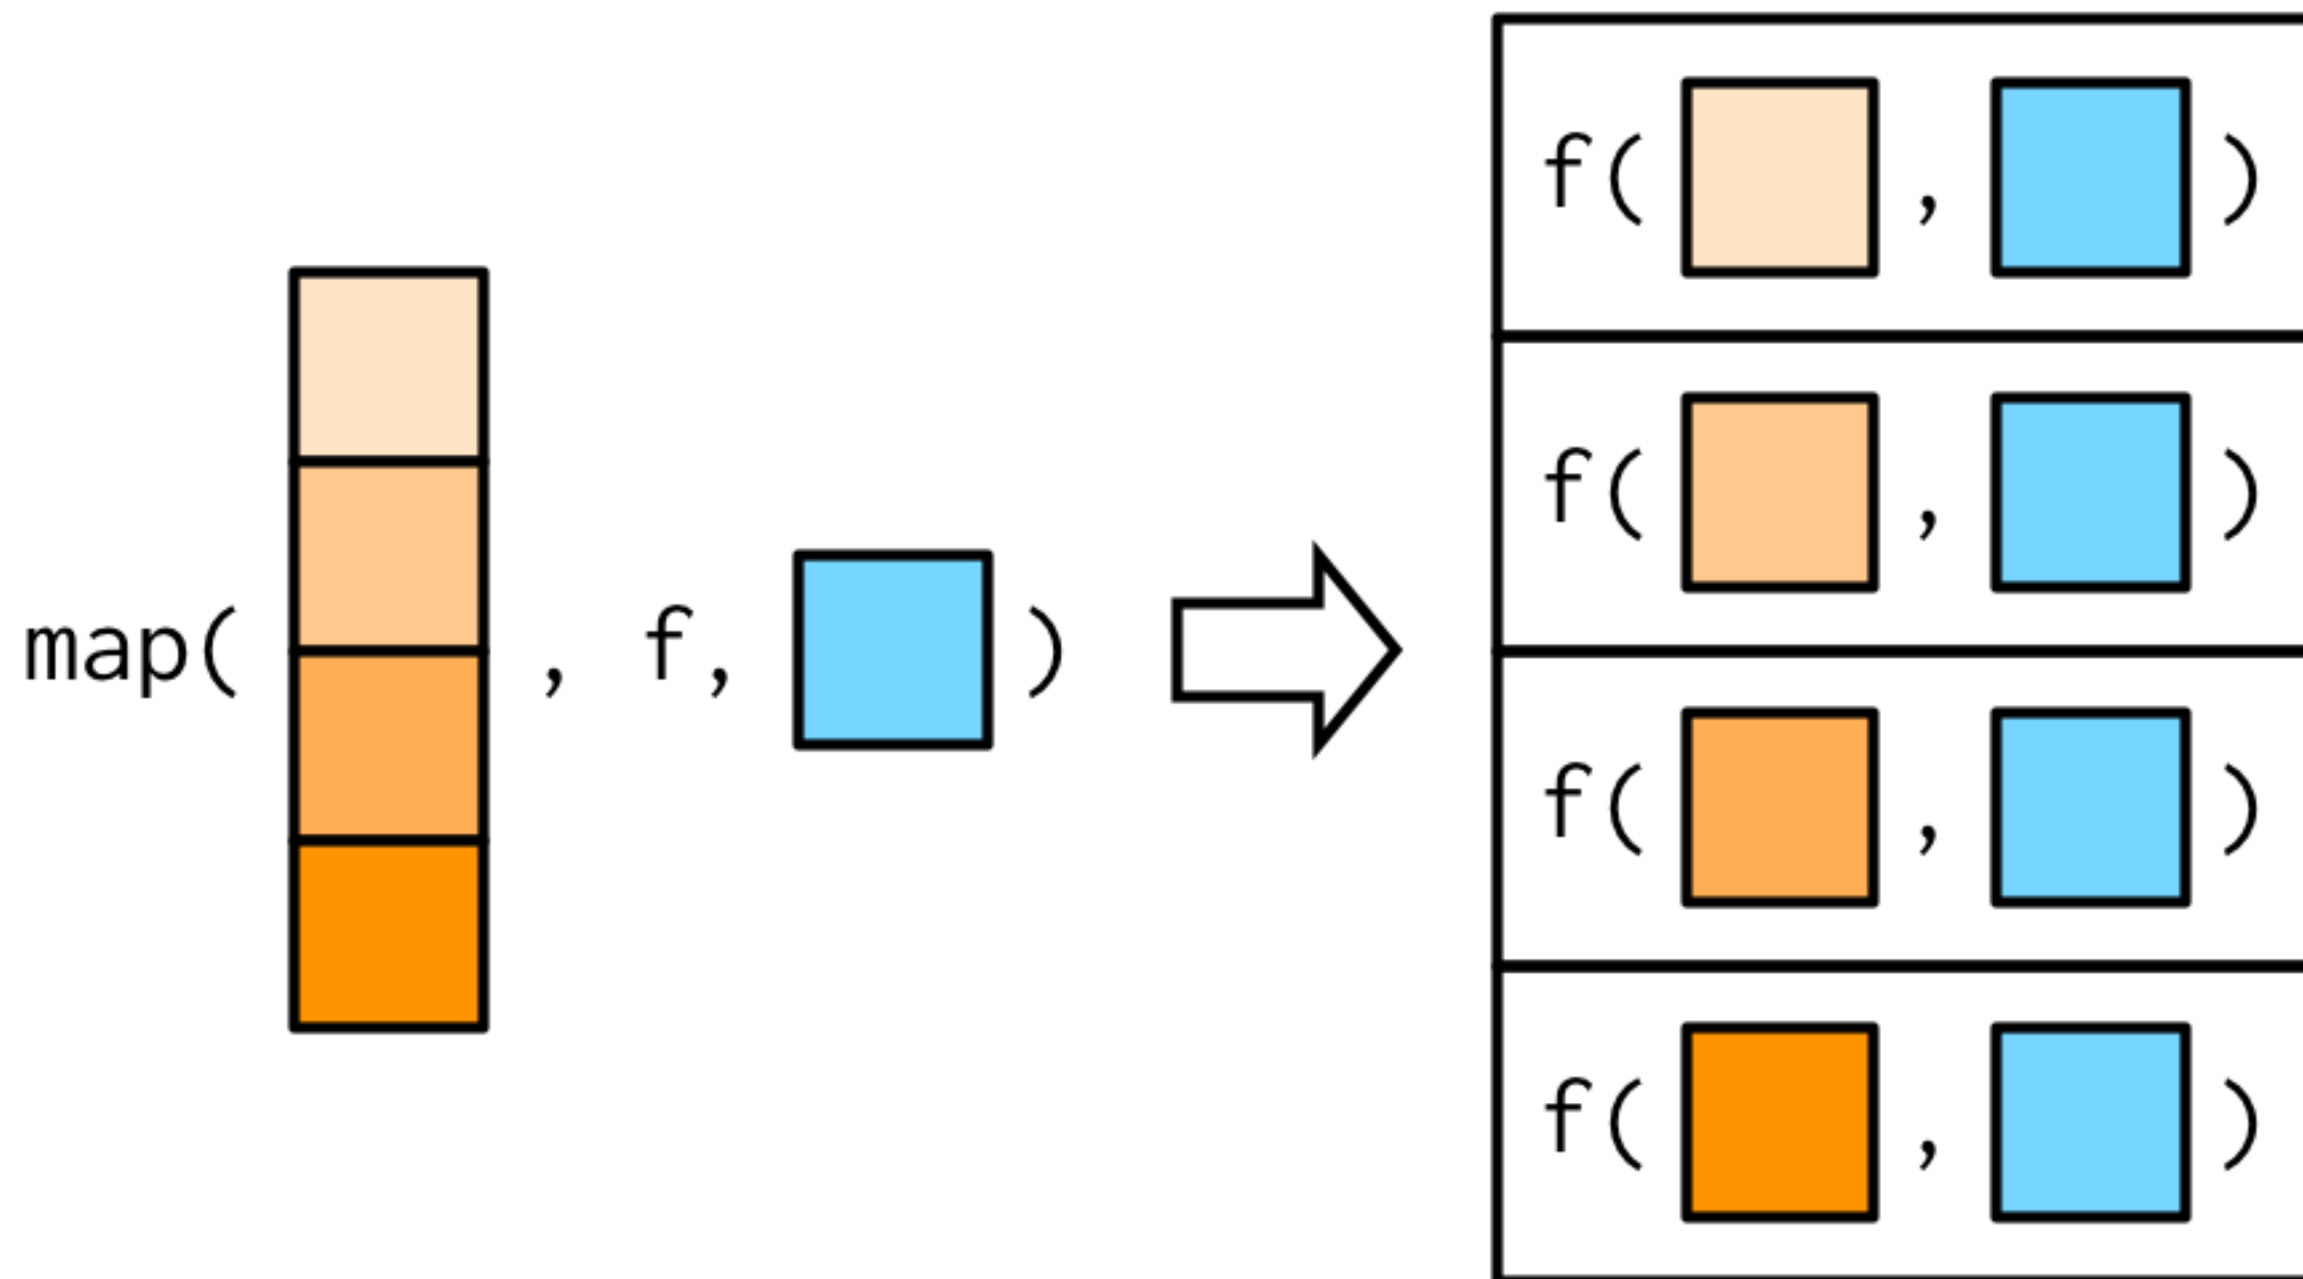 f( , )
f( , )
map( , f, )
f( , )
f( , )